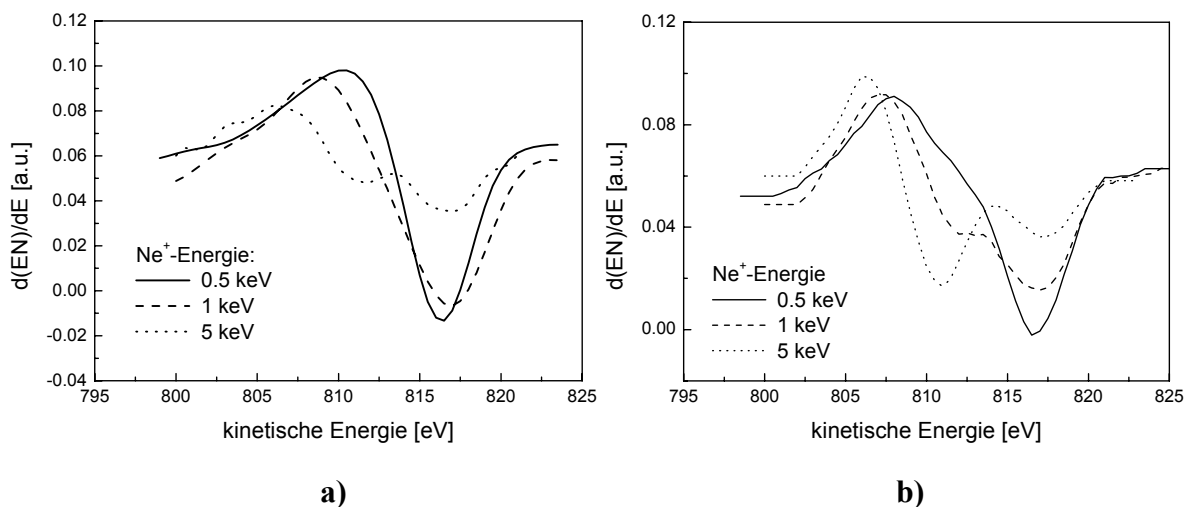 0.12
0.10
0.08
0.06
0.04
0.02
0.00
-0.02
-0.04
d(EN)/dE [a.u.]
Ne⁺-Energie:
0.5 keV
1 keV
5 keV
795 800 805 810 815 820 825
kinetische Energie [eV]
a)
0.12
0.08
0.04
0.00
d(EN)/dE [a.u.]
Ne⁺-Energie
0.5 keV
1 keV
5 keV
795 800 805 810 815 820 825
kinetische Energie [eV]
b)